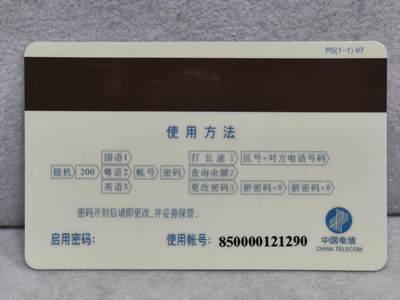 P5(1-1) 97
使用方法
国语1 打长途1 区号+对方电话号码
提机 200 粤语2 帐号 密码 查询余额2
英语3 更改密码3 新密码+# 新密码+#
密码开封后请即更改,并妥善保管。
启用密码: 使用帐号: 850000121290
中国电信
CHINA TELECOM